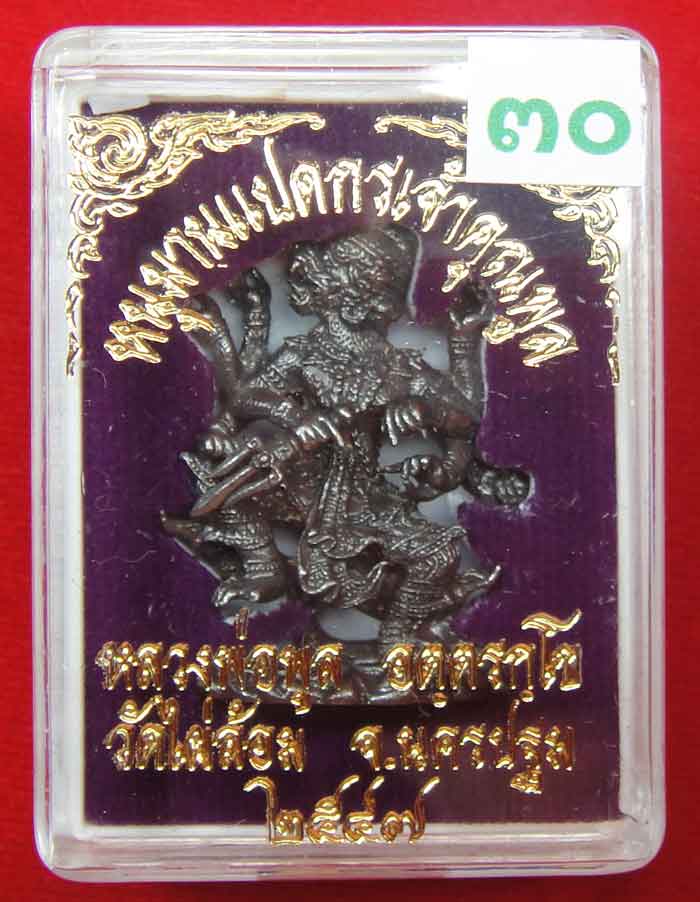 ๓๐
หนุมานแปดกรเจ้าคุณพูล
หลวงพ่อพูล อตฺตรกฺโข
วัดไผ่ล้อม จ.นครปฐม
๒๕๔๗